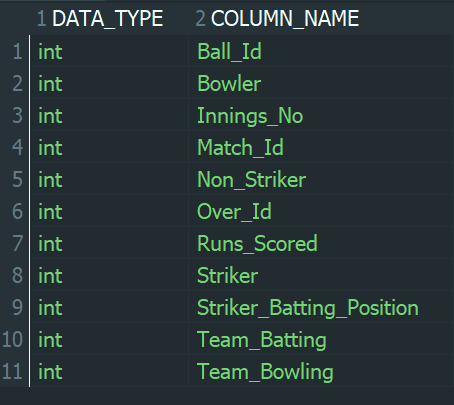 1 DATA_TYPE 2 COLUMN_NAME
1 int Ball_Id
2 int Bowler
3 int Innings_No
4 int Match_Id
5 int Non_Striker
6 int Over_Id
7 int Runs_Scored
8 int Striker
9 int Striker_Batting_Position
10 int Team_Batting
11 int Team_Bowling